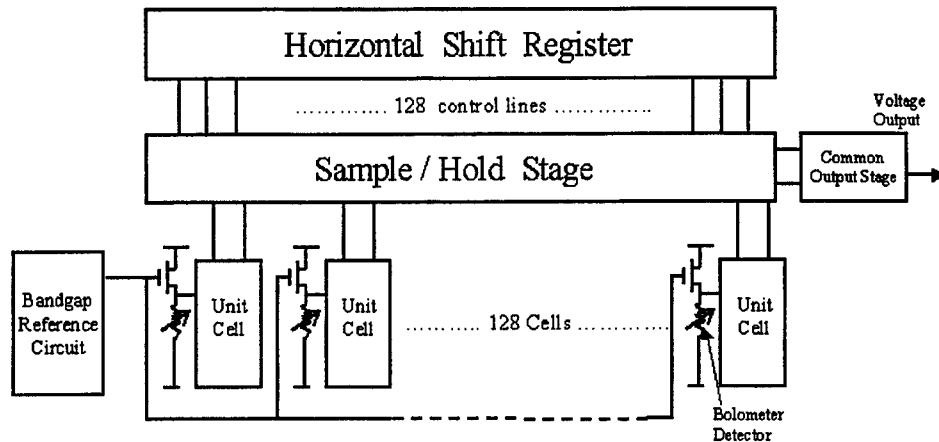 Horizontal Shift Register
............. 128 control lines ..............
Voltage
Output
Sample / Hold Stage
Common
Output Stage
Bandgap
Reference
Circuit
Unit
Cell
Unit
Cell
........... 128 Cells ..............
Unit
Cell
Bolometer
Detector